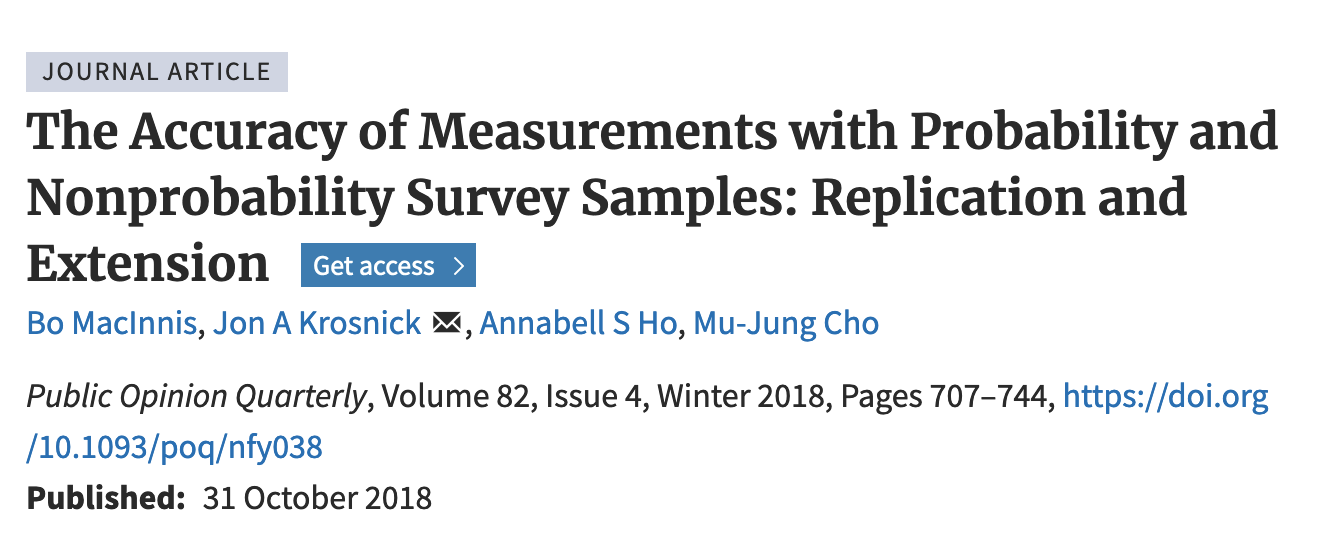 JOURNAL ARTICLE
The Accuracy of Measurements with Probability and
Nonprobability Survey Samples: Replication and
Extension Get access >
Bo MacInnis, Jon A Krosnick, Annabell S Ho, Mu-Jung Cho
Public Opinion Quarterly, Volume 82, Issue 4, Winter 2018, Pages 707–744, https://doi.org
/10.1093/poq/nfy038
Published: 31 October 2018